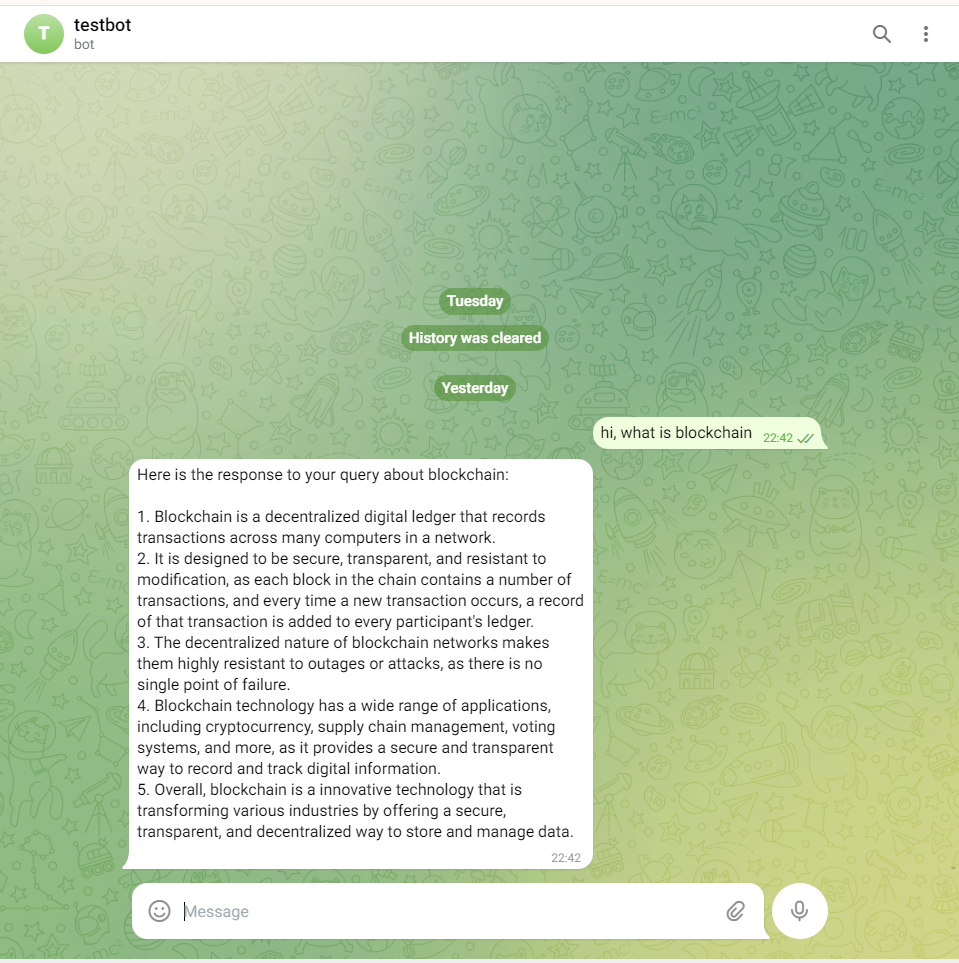 T
testbot
bot
Tuesday
History was cleared
Yesterday
hi, what is blockchain 22:42
Here is the response to your query about blockchain:
1. Blockchain is a decentralized digital ledger that records
transactions across many computers in a network.
2. It is designed to be secure, transparent, and resistant to
modification, as each block in the chain contains a number of
transactions, and every time a new transaction occurs, a record
of that transaction is added to every participant's ledger.
3. The decentralized nature of blockchain networks makes
them highly resistant to outages or attacks, as there is no
single point of failure.
4. Blockchain technology has a wide range of applications,
including cryptocurrency, supply chain management, voting
systems, and more, as it provides a secure and transparent
way to record and track digital information.
5. Overall, blockchain is a innovative technology that is
transforming various industries by offering a secure,
transparent, and decentralized way to store and manage data.
22:42
Message